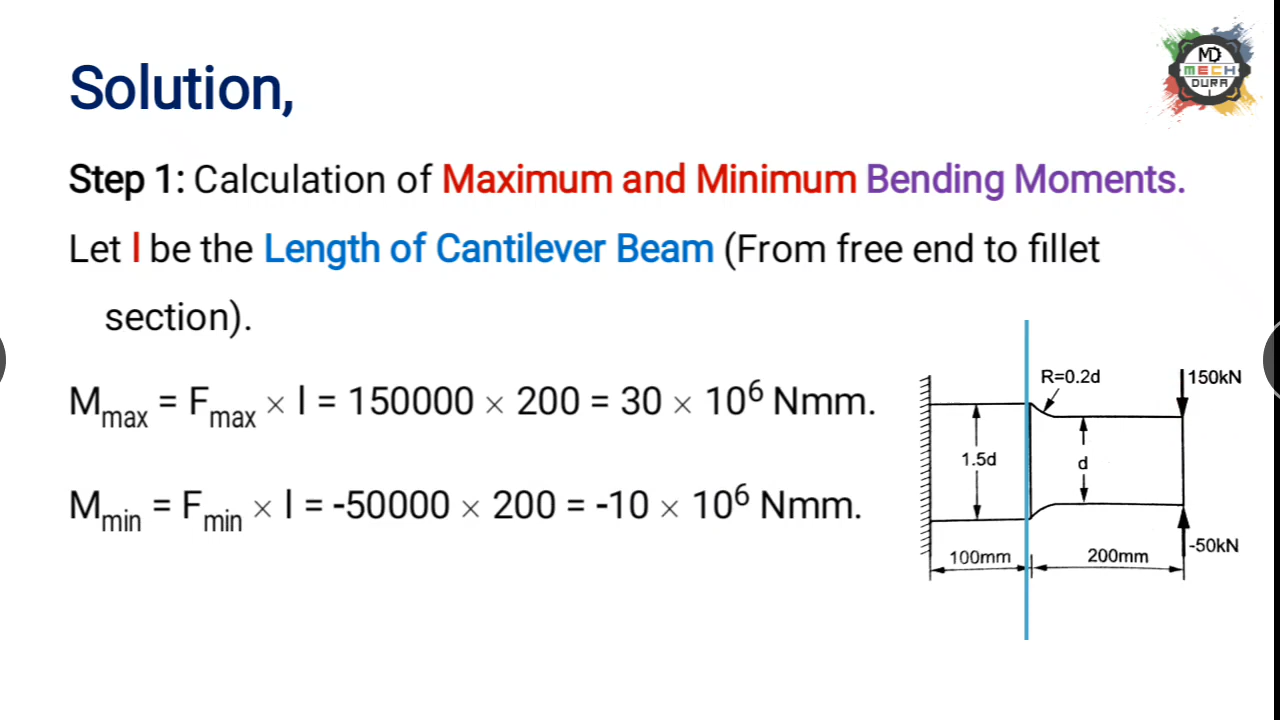 Solution,
MD
MECH
DURA
Step 1: Calculation of Maximum and Minimum Bending Moments.
Let l be the Length of Cantilever Beam (From free end to fillet
section).
M_max = F_max × l = 150000 × 200 = 30 × 10⁶ Nmm.
M_min = F_min × l = -50000 × 200 = -10 × 10⁶ Nmm.
R=0.2d
150kN
1.5d
d
-50kN
100mm
200mm